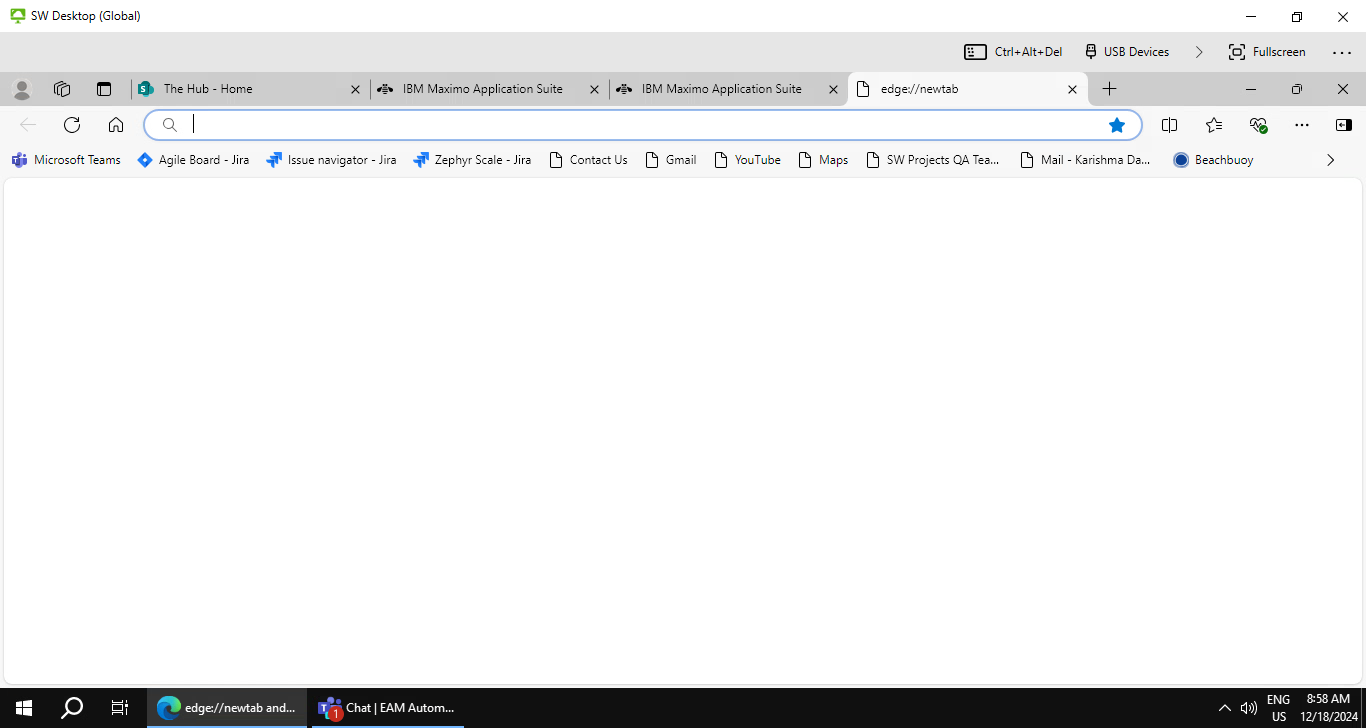 SW Desktop (Global)
Ctrl+Alt+Del USB Devices Fullscreen
The Hub - Home IBM Maximo Application Suite IBM Maximo Application Suite edge://newtab
Microsoft Teams Agile Board - Jira Issue navigator - Jira Zephyr Scale - Jira Contact Us Gmail YouTube Maps SW Projects QA Tea... Mail - Karishma Da... Beachbuoy
edge://newtab and... 1 Chat | EAM Autom... ENG 8:58 AM
US 12/18/2024